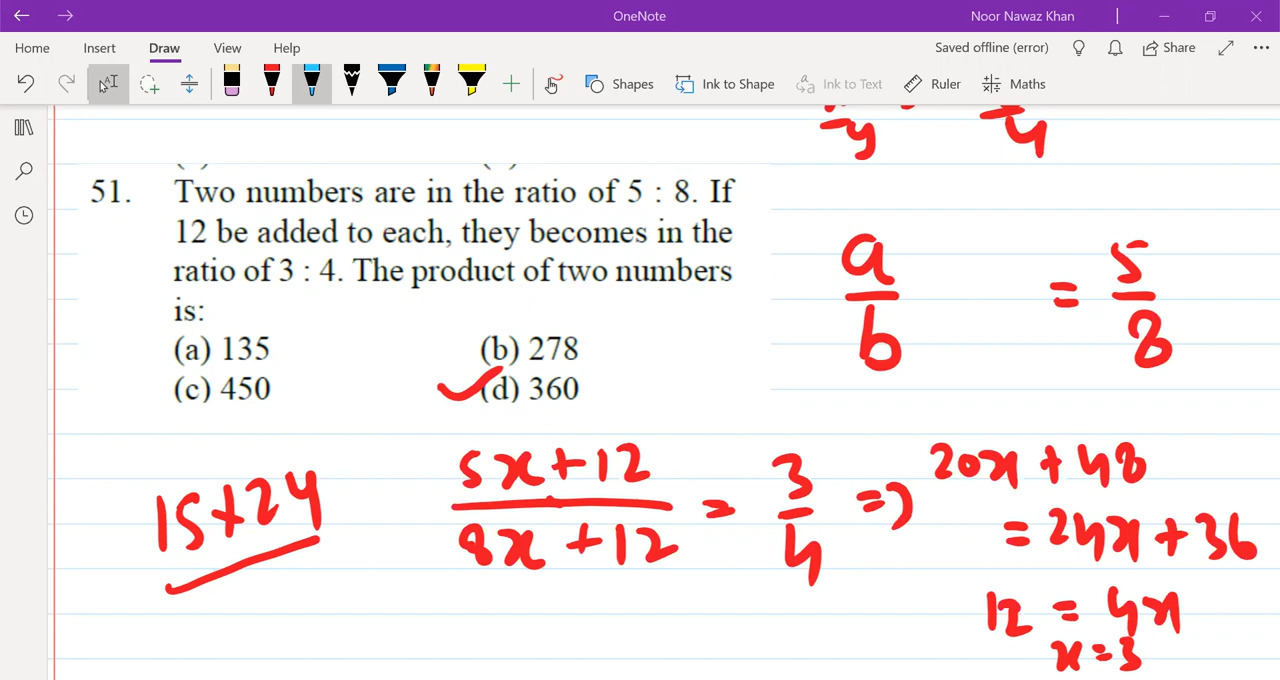 OneNote
Noor Nawaz Khan
Home Insert Draw View Help
Saved offline (error)
Share
Shapes
Ink to Shape
Ink to Text
Ruler
Maths
51. Two numbers are in the ratio of 5 : 8. If
12 be added to each, they becomes in the
ratio of 3 : 4. The product of two numbers
is:
(a) 135 (b) 278
(c) 450 (d) 360
a/b = 5/8
15+24
5x+12/8x+12 = 3/4 => 20x+48
= 24x+36
12 = 4x
x=3